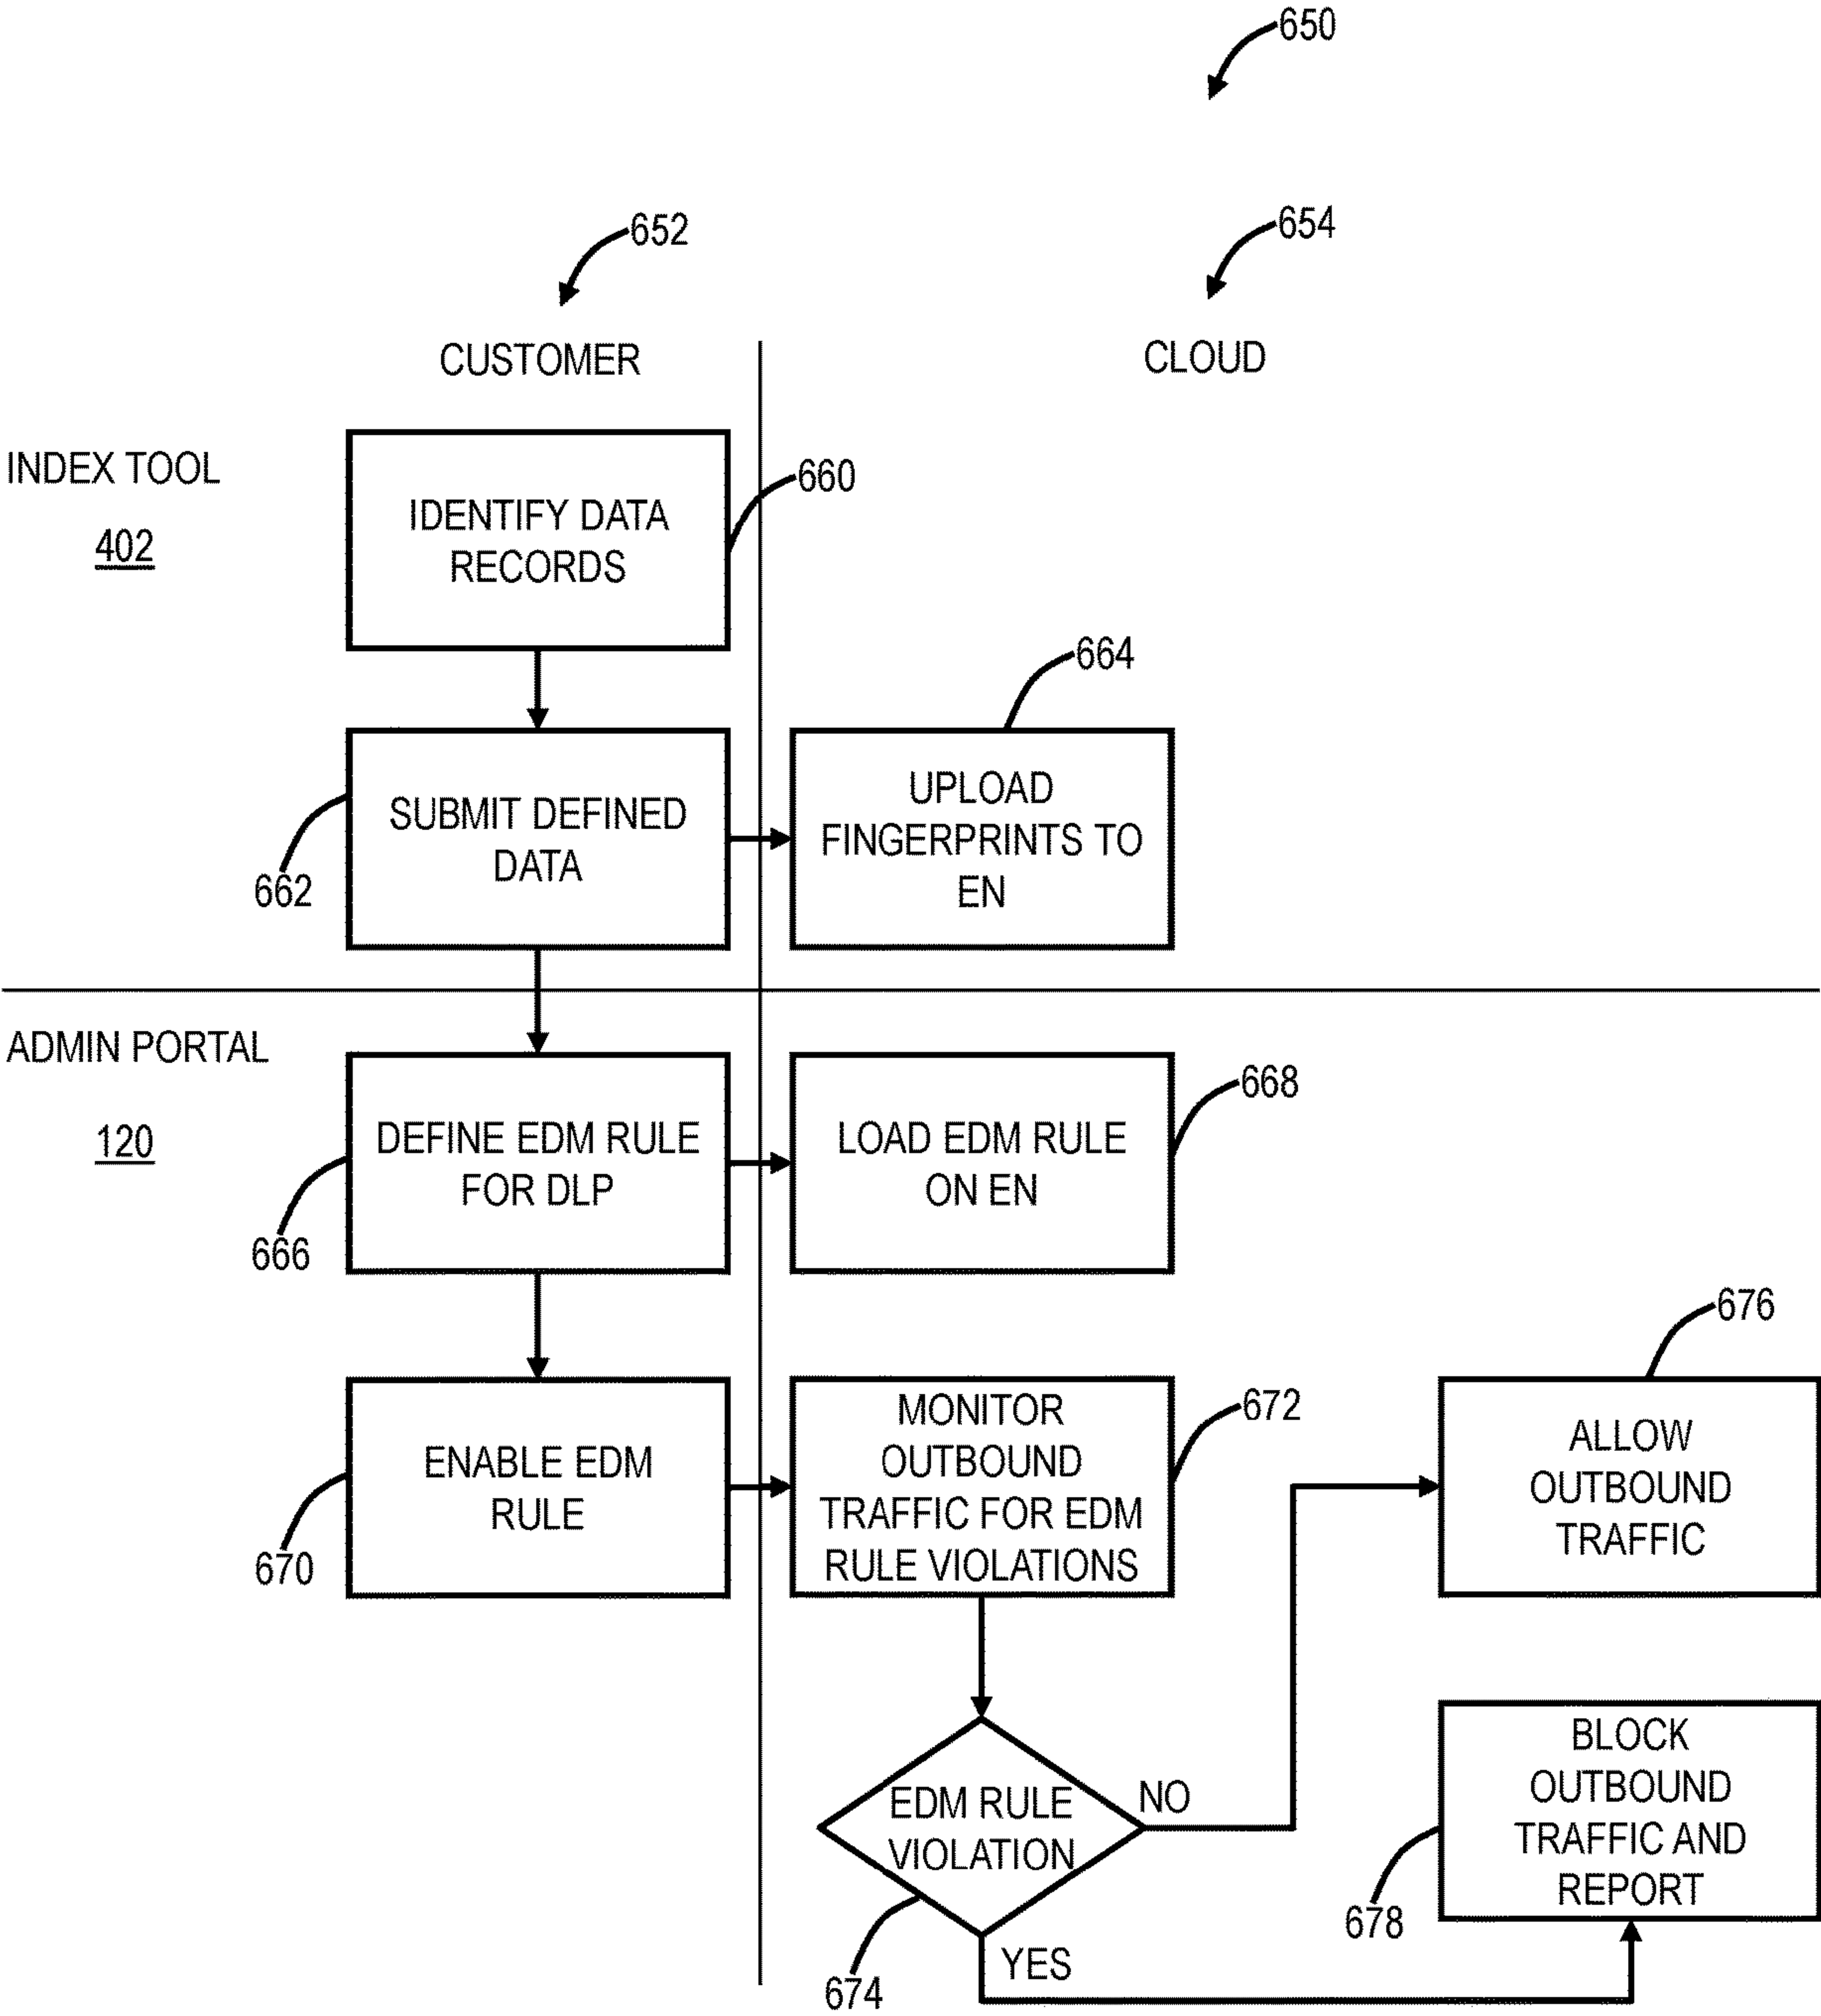 650
652
654
CUSTOMER
CLOUD
INDEX TOOL
402
IDENTIFY DATA
RECORDS
660
664
SUBMIT DEFINED
DATA
662
UPLOAD
FINGERPRINTS TO
EN
ADMIN PORTAL
120
DEFINE EDM RULE
FOR DLP
666
LOAD EDM RULE
ON EN
668
ENABLE EDM
RULE
670
MONITOR
OUTBOUND
TRAFFIC FOR EDM
RULE VIOLATIONS
672
676
ALLOW
OUTBOUND
TRAFFIC
EDM RULE
VIOLATION
NO
YES
674
BLOCK
OUTBOUND
TRAFFIC AND
REPORT
678